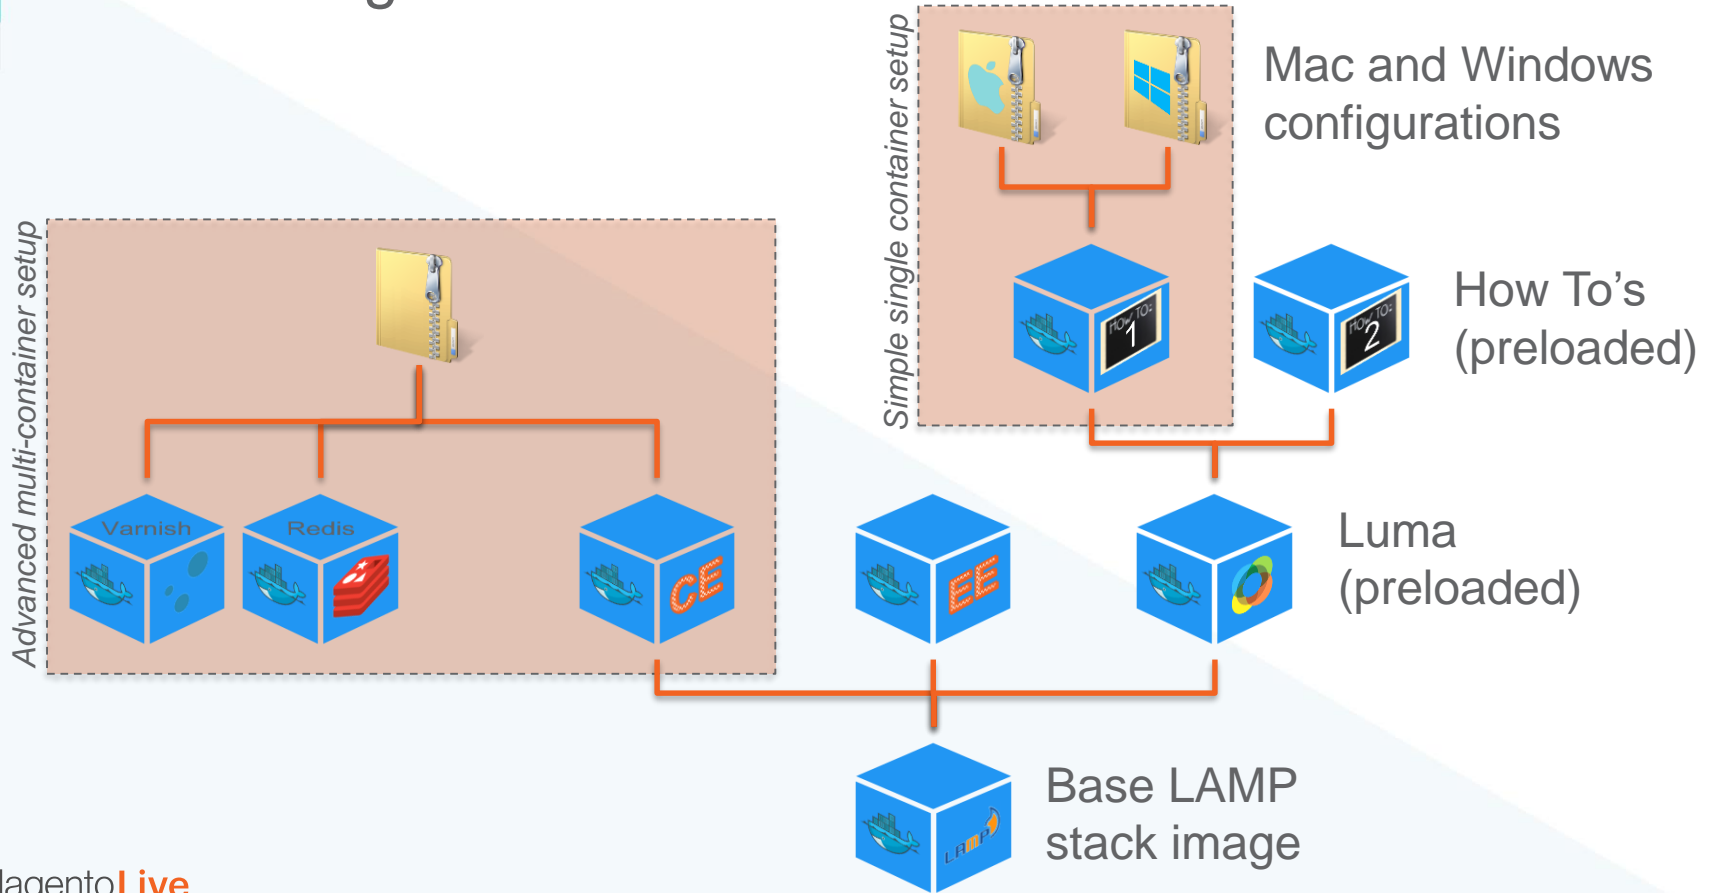 Simple single container setup
Mac and Windows
configurations
Advanced multi-container setup
HOW TO:
1
HOW TO:
2
How To's
(preloaded)
Varnish
Redis
CE
EE
Luma
(preloaded)
LAMP
Base LAMP
stack image
Live